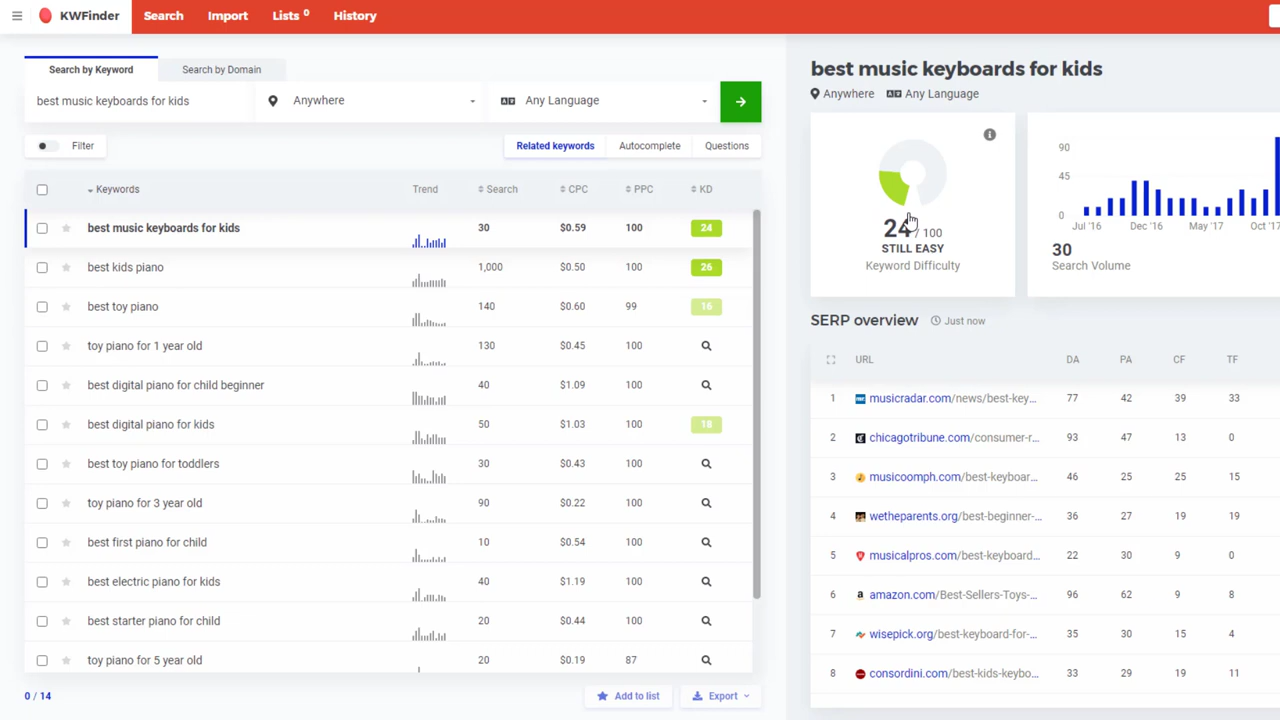 KWFinder Search Import Lists 0 History
Search by Keyword Search by Domain
best music keyboards for kids Anywhere Any Language
Filter Related keywords Autocomplete Questions
Keywords Trend Search CPC PPC KD
best music keyboards for kids 30 $0.59 100 24
best kids piano 1,000 $0.50 100 26
best toy piano 140 $0.60 99 16
toy piano for 1 year old 130 $0.45 100
best digital piano for child beginner 40 $1.09 100
best digital piano for kids 50 $1.03 100 18
best toy piano for toddlers 30 $0.43 100
toy piano for 3 year old 90 $0.22 100
best first piano for child 10 $0.54 100
best electric piano for kids 40 $1.19 100
best starter piano for child 20 $0.44 100
toy piano for 5 year old 20 $0.19 87
0 / 14 Add to list Export
best music keyboards for kids
Anywhere Any Language
24 / 100
STILL EASY
Keyword Difficulty
90
45
0
Jul '16 Dec '16 May '17 Oct '17
30
Search Volume
SERP overview Just now
URL DA PA CF TF
1 musicradar.com/news/best-key... 77 42 39 33
2 chicagotribune.com/consumer-r... 93 47 13 0
3 musicoomph.com/best-keyboar... 46 25 25 15
4 wetheparents.org/best-beginner-... 36 27 19 19
5 musicalpros.com/best-keyboard... 22 30 9 0
6 amazon.com/Best-Sellers-Toys-... 96 62 9 8
7 wisepick.org/best-keyboard-for-... 35 30 15 4
8 consordini.com/best-kids-keybo... 33 29 19 11